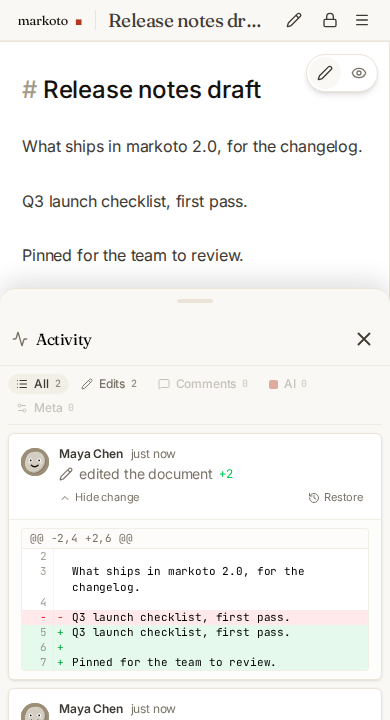 markoto
Release notes dr...
# Release notes draft
What ships in markoto 2.0, for the changelog.
Q3 launch checklist, first pass.
Pinned for the team to review.
Activity
All 2 Edits 2 Comments 0 AI 0
Meta 0
Maya Chen just now
edited the document +2
Hide change Restore
@@ -2,4 +2,6 @@
2
3 What ships in markoto 2.0, for the
changelog.
4
- - Q3 launch checklist, first pass.
5 + Q3 launch checklist, first pass.
6 +
7 + Pinned for the team to review.
Maya Chen just now